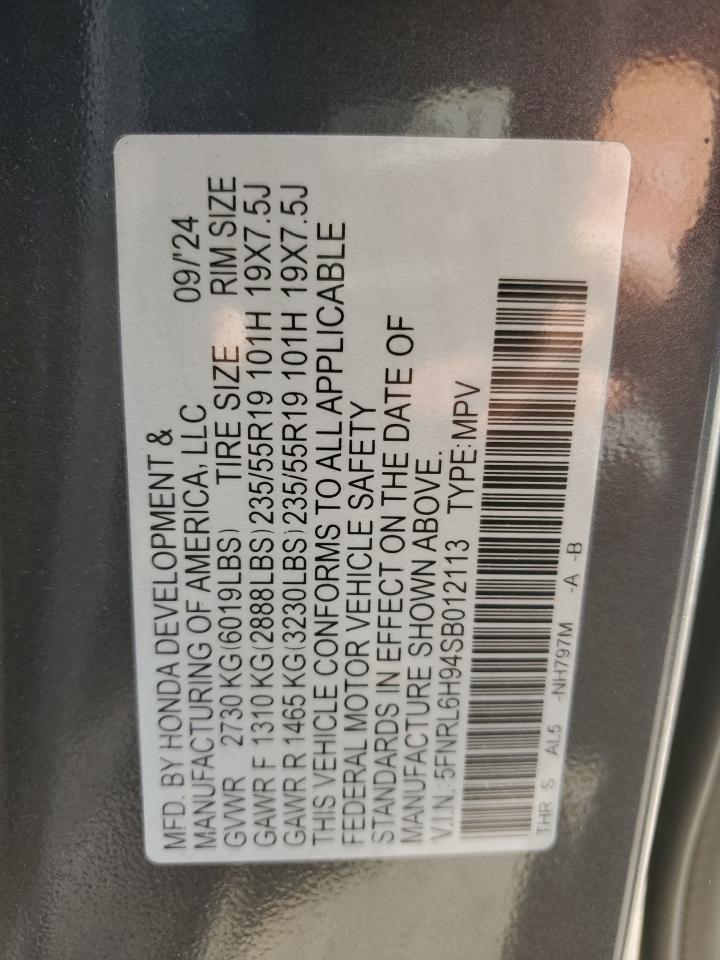 MFD. BY HONDA DEVELOPMENT &
MANUFACTURING OF AMERICA, LLC 09/'24
GVWR 2730 KG(6019LBS) TIRE SIZE RIM SIZE
GAWR F 1310 KG(2888LBS)235/55R19 101H 19X7.5J
GAWR R 1465 KG(3230LBS)235/55R19 101H 19X7.5J
THIS VEHICLE CONFORMS TO ALL APPLICABLE
FEDERAL MOTOR VEHICLE SAFETY
STANDARDS IN EFFECT ON THE DATE OF
MANUFACTURE SHOWN ABOVE.
V.I.N.:5FNRL6H94SB012113 TYPE:MPV
THR S AL5 -NH797M -A -B